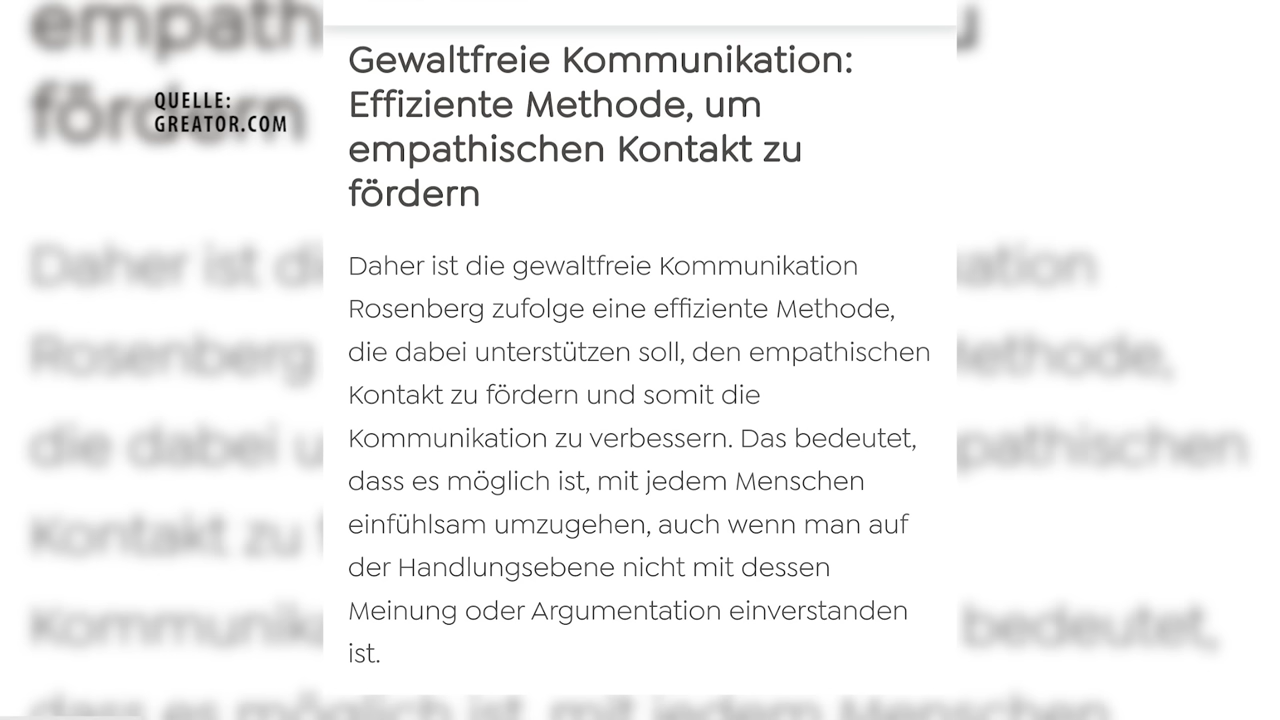 QUELLE:
GREATOR.COM
Gewaltfreie Kommunikation:
Effiziente Methode, um
empathischen Kontakt zu
fördern
Daher ist die gewaltfreie Kommunikation
Rosenberg zufolge eine effiziente Methode,
die dabei unterstützen soll, den empathischen
Kontakt zu fördern und somit die
Kommunikation zu verbessern. Das bedeutet,
dass es möglich ist, mit jedem Menschen
einfühlsam umzugehen, auch wenn man auf
der Handlungsebene nicht mit dessen
Meinung oder Argumentation einverstanden
ist.